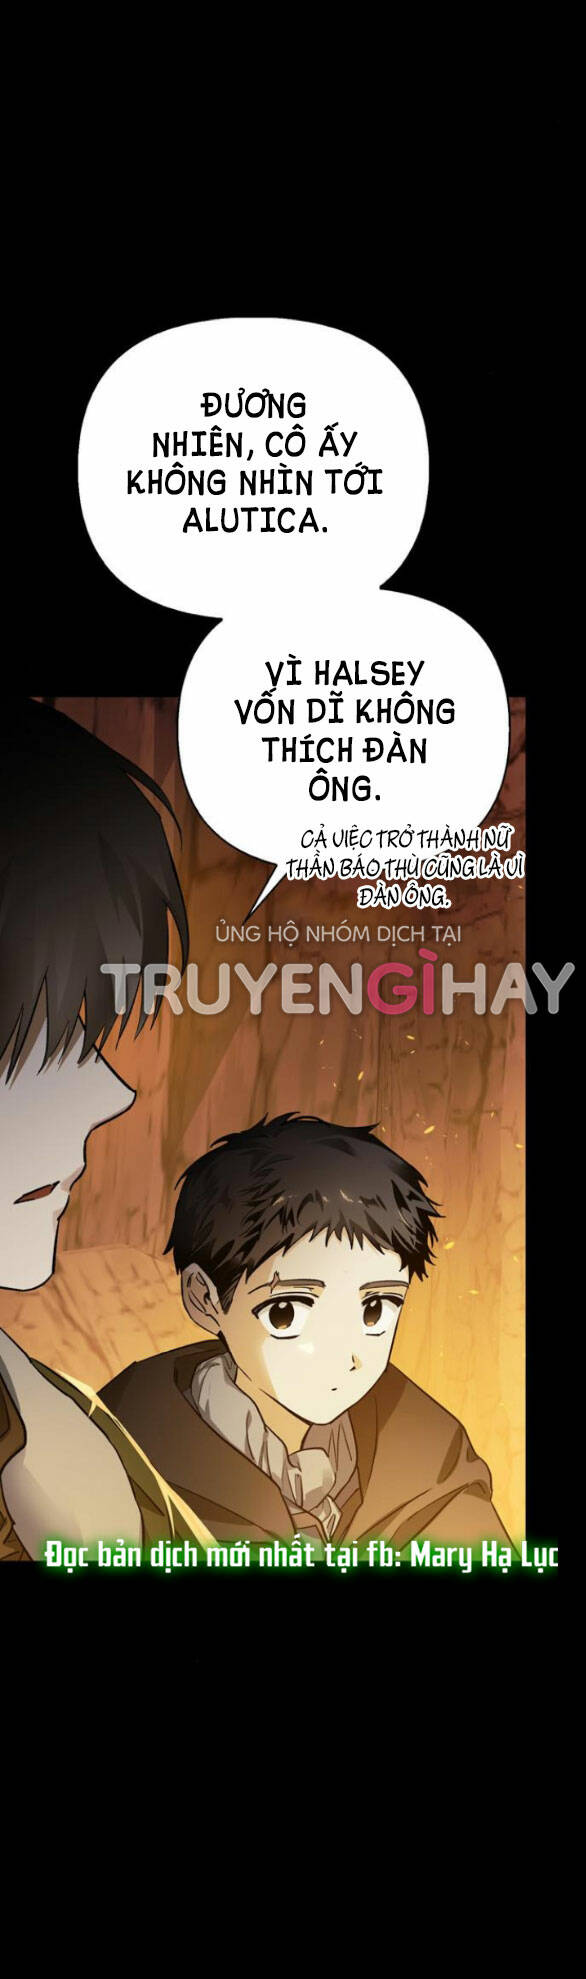 ĐƯƠNG
NHIÊN, CÔ ẤY
KHÔNG NHÌN TỚI
ALUTICA.
VÌ HALSEY
VỐN DĨ KHÔNG
THÍCH ĐÀN
ÔNG.
CẢ VIỆC TRỞ THÀNH NỮ
THẦN BÁO THÙ CŨNG LÀ VÌ
ĐÀN ÔNG.
ỦNG HỘ NHÓM DỊCH TẠI
TRUYENGÌHAY
Đọc bản dịch mới nhất tại fb: Mary Hạ Lục